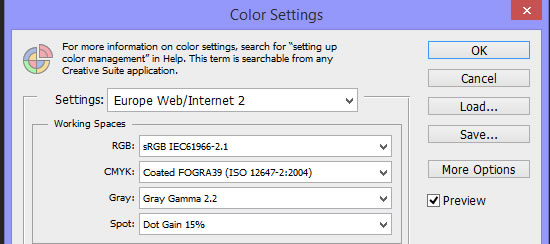 Color Settings
For more information on color settings, search for "setting up
color management" in Help. This term is searchable from any
Creative Suite application.
OK
Cancel
Settings: Europe Web/Internet 2
Load...
Working Spaces
Save...
RGB: sRGB IEC61966-2.1
CMYK: Coated FOGRA39 (ISO 12647-2:2004)
More Options
Gray: Gray Gamma 2.2
Preview
Spot: Dot Gain 15%